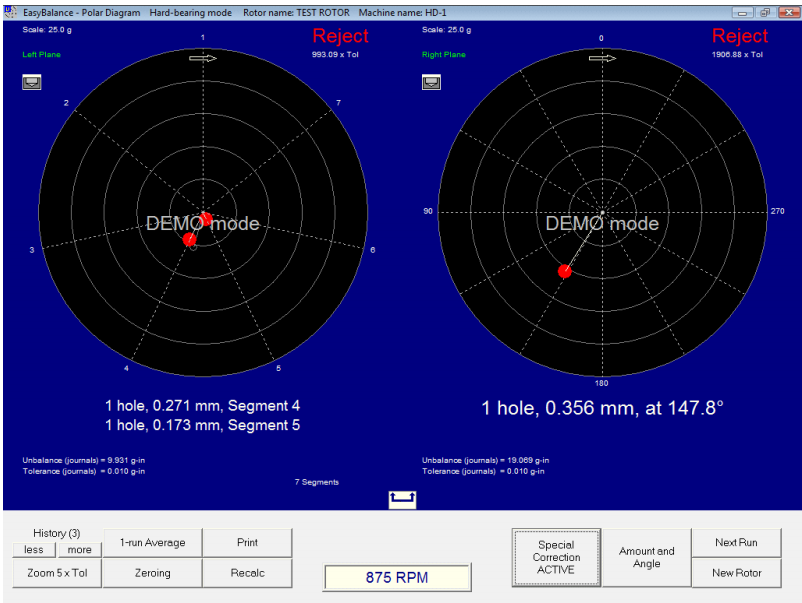 EasyBalance - Polar Diagram Hard-bearing mode Rotor name: TEST ROTOR Machine name: HD-1
Scale: 25.0 g
Reject
Left Plane
993.09 x Tol
1
2
7
3
6
4
5
DEMO mode
1 hole, 0.271 mm, Segment 4
1 hole, 0.173 mm, Segment 5
Unbalance (journals) = 9.931 g-in
Tolerance (journals) = 0.010 g-in
7 Segments
Scale: 25.0 g
Reject
Right Plane
1906.88 x Tol
0
90
270
180
DEMO mode
1 hole, 0.356 mm, at 147.8°
Unbalance (journals) = 19.069 g-in
Tolerance (journals) = 0.010 g-in
History (3)
less
more
Zoom 5 x Tol
1-run Average
Zeroing
Print
Recalc
875 RPM
Special
Correction
ACTIVE
Amount and
Angle
Next Run
New Rotor